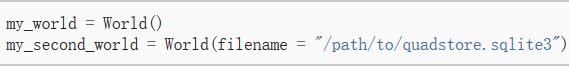 my_world = World()
my_second_world = World(filename = "/path/to/quadstore.sqlite3")